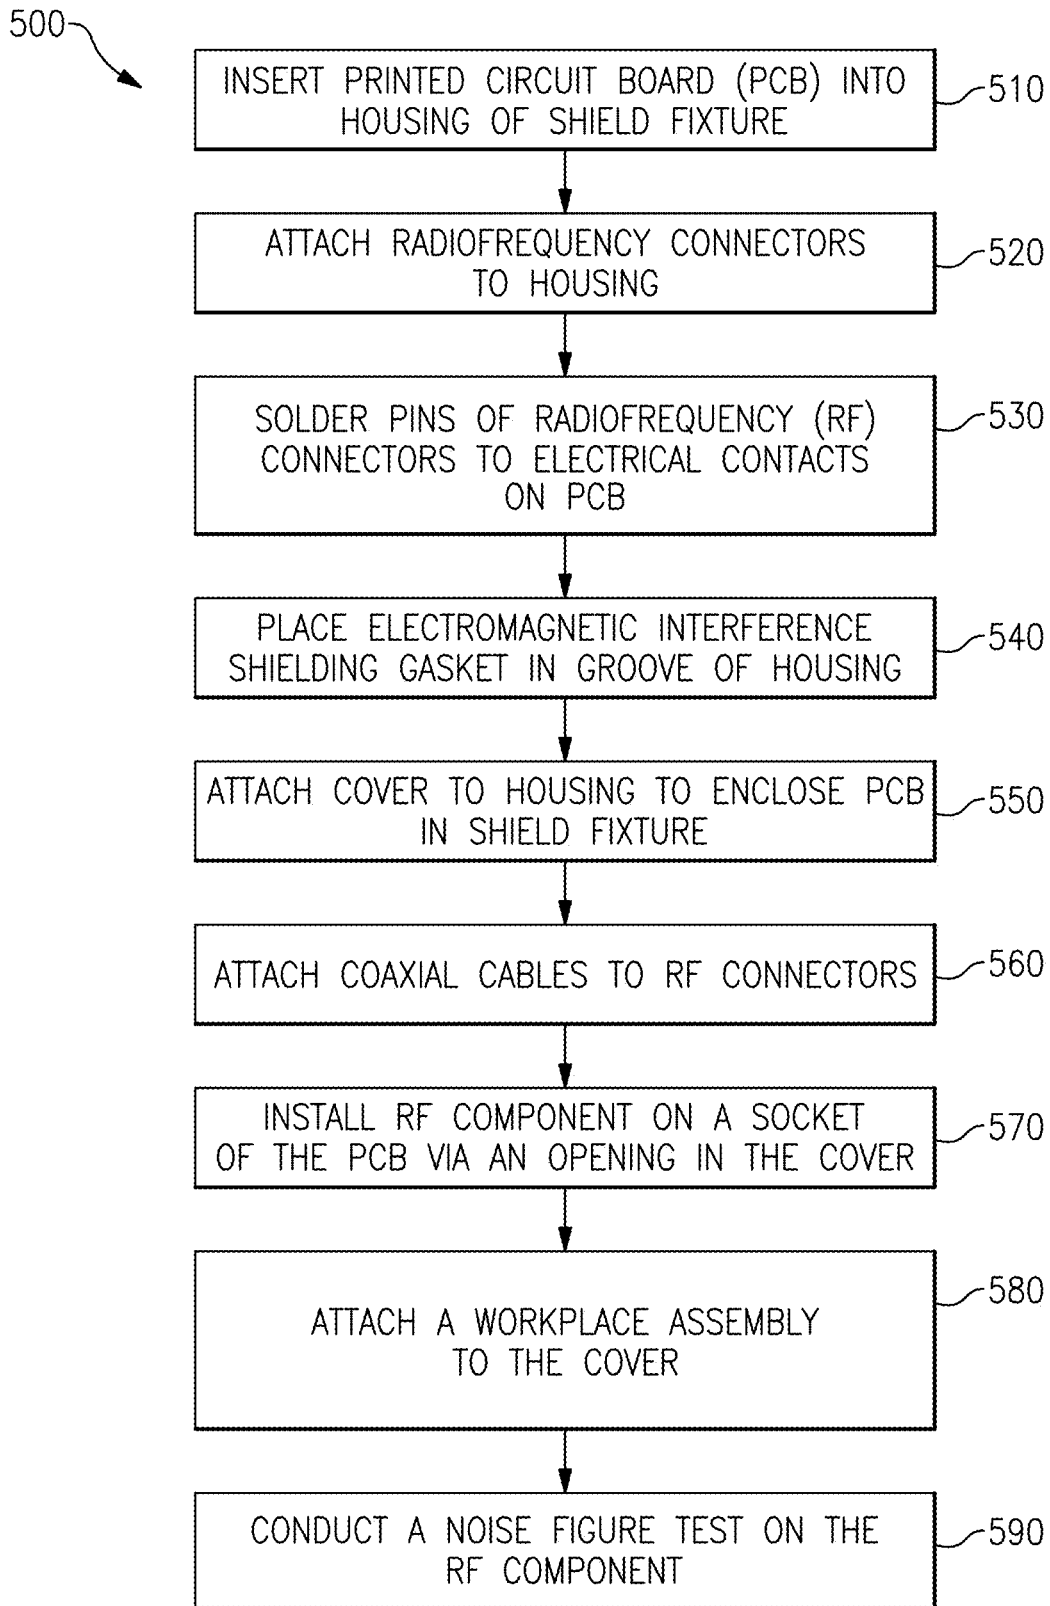 500
INSERT PRINTED CIRCUIT BOARD (PCB) INTO
HOUSING OF SHIELD FIXTURE
510
ATTACH RADIOFREQUENCY CONNECTORS
TO HOUSING
520
SOLDER PINS OF RADIOFREQUENCY (RF)
CONNECTORS TO ELECTRICAL CONTACTS
ON PCB
530
PLACE ELECTROMAGNETIC INTERFERENCE
SHIELDING GASKET IN GROOVE OF HOUSING
540
ATTACH COVER TO HOUSING TO ENCLOSE PCB
IN SHIELD FIXTURE
550
ATTACH COAXIAL CABLES TO RF CONNECTORS
560
INSTALL RF COMPONENT ON A SOCKET
OF THE PCB VIA AN OPENING IN THE COVER
570
ATTACH A WORKPLACE ASSEMBLY
TO THE COVER
580
CONDUCT A NOISE FIGURE TEST ON THE
RF COMPONENT
590